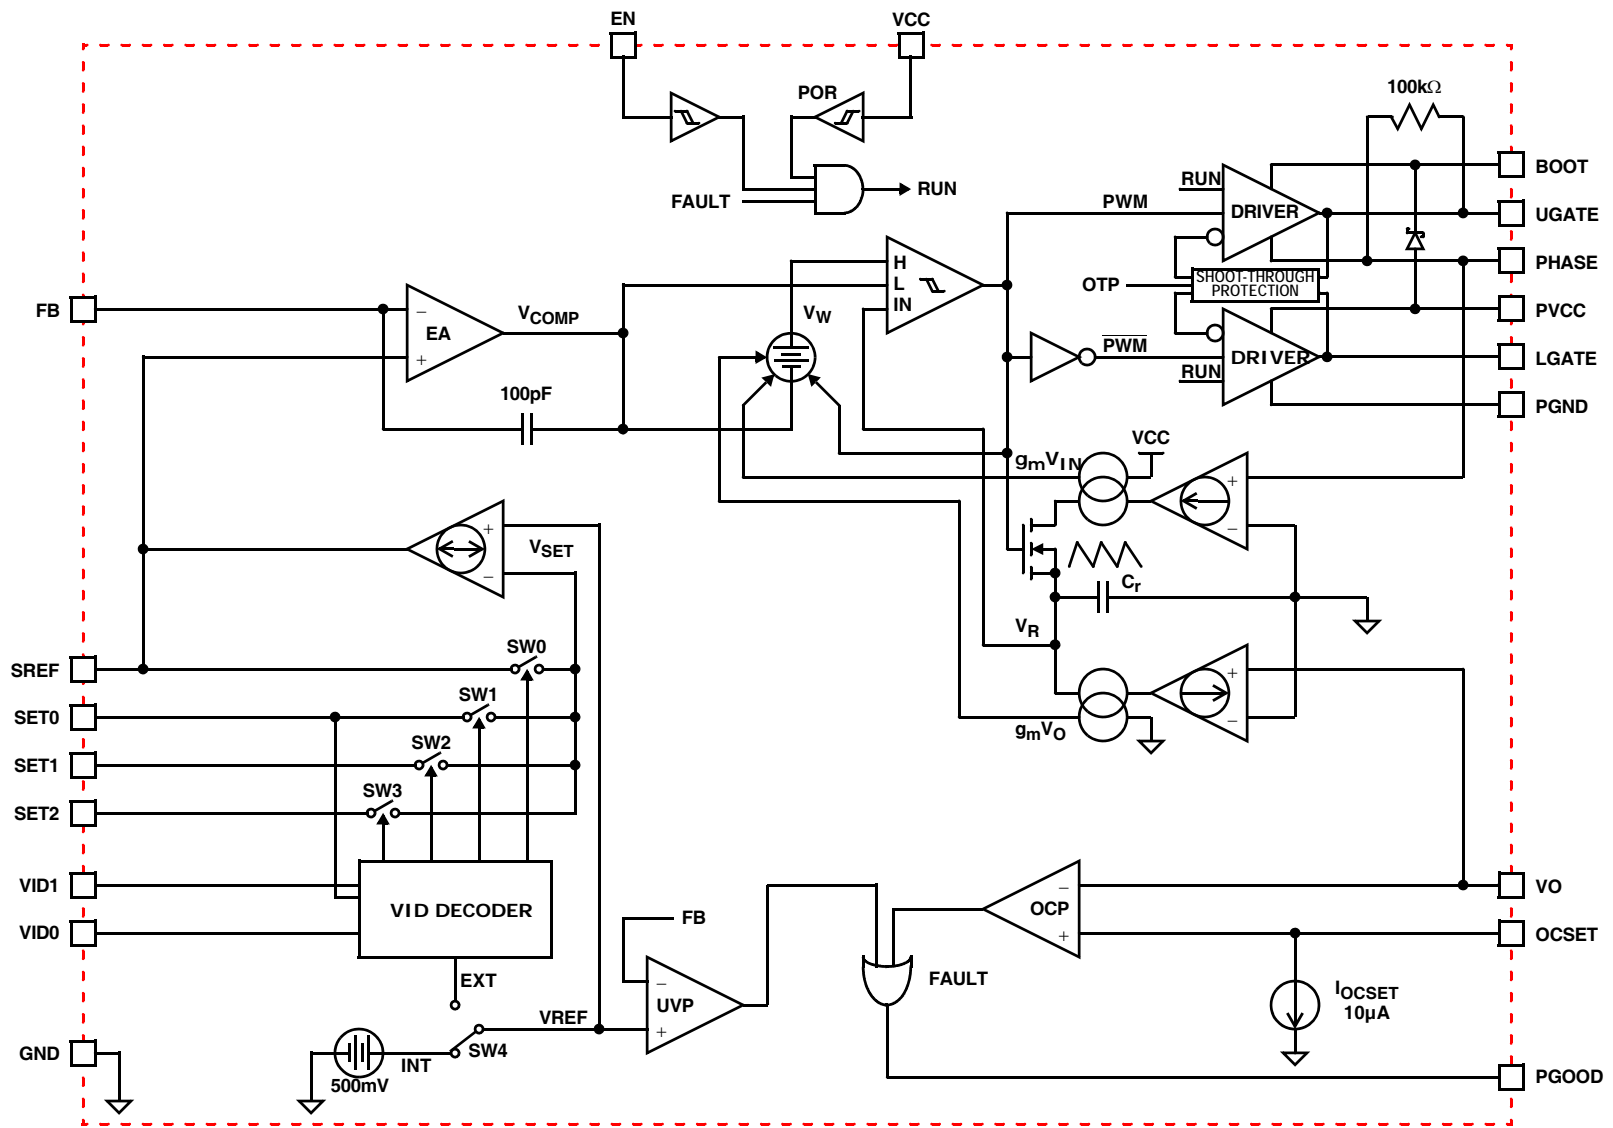 EN
VCC
POR
FAULT
RUN
100kΩ
BOOT
UGATE
PHASE
PVCC
LGATE
PGND
RUN
PWM
DRIVER
OTP
SHOOT-THROUGH
PROTECTION
PWM
DRIVER
RUN
FB
−
EA
+
VCOMP
100pF
VW
H
L
IN
gmVIN
VCC
+
−
Cr
VR
gmVO
+
−
+
VSET
−
SREF
SET0
SET1
SET2
VID1
VID0
GND
SW0
SW1
SW2
SW3
VID DECODER
EXT
INT
SW4
500mV
VREF
FB
−
UVP
+
FAULT
−
OCP
+
IOCSET
10µA
VO
OCSET
PGOOD